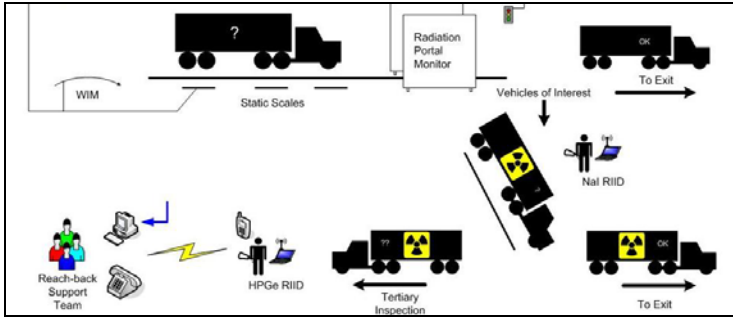 ?
OK
Radiation
Portal
Monitor
To Exit
WIM
Static Scales
Vehicles of Interest
NaI RIID
Reach-back
Support
Team
HPGe RIID
??
Tertiary
Inspection
OK
To Exit